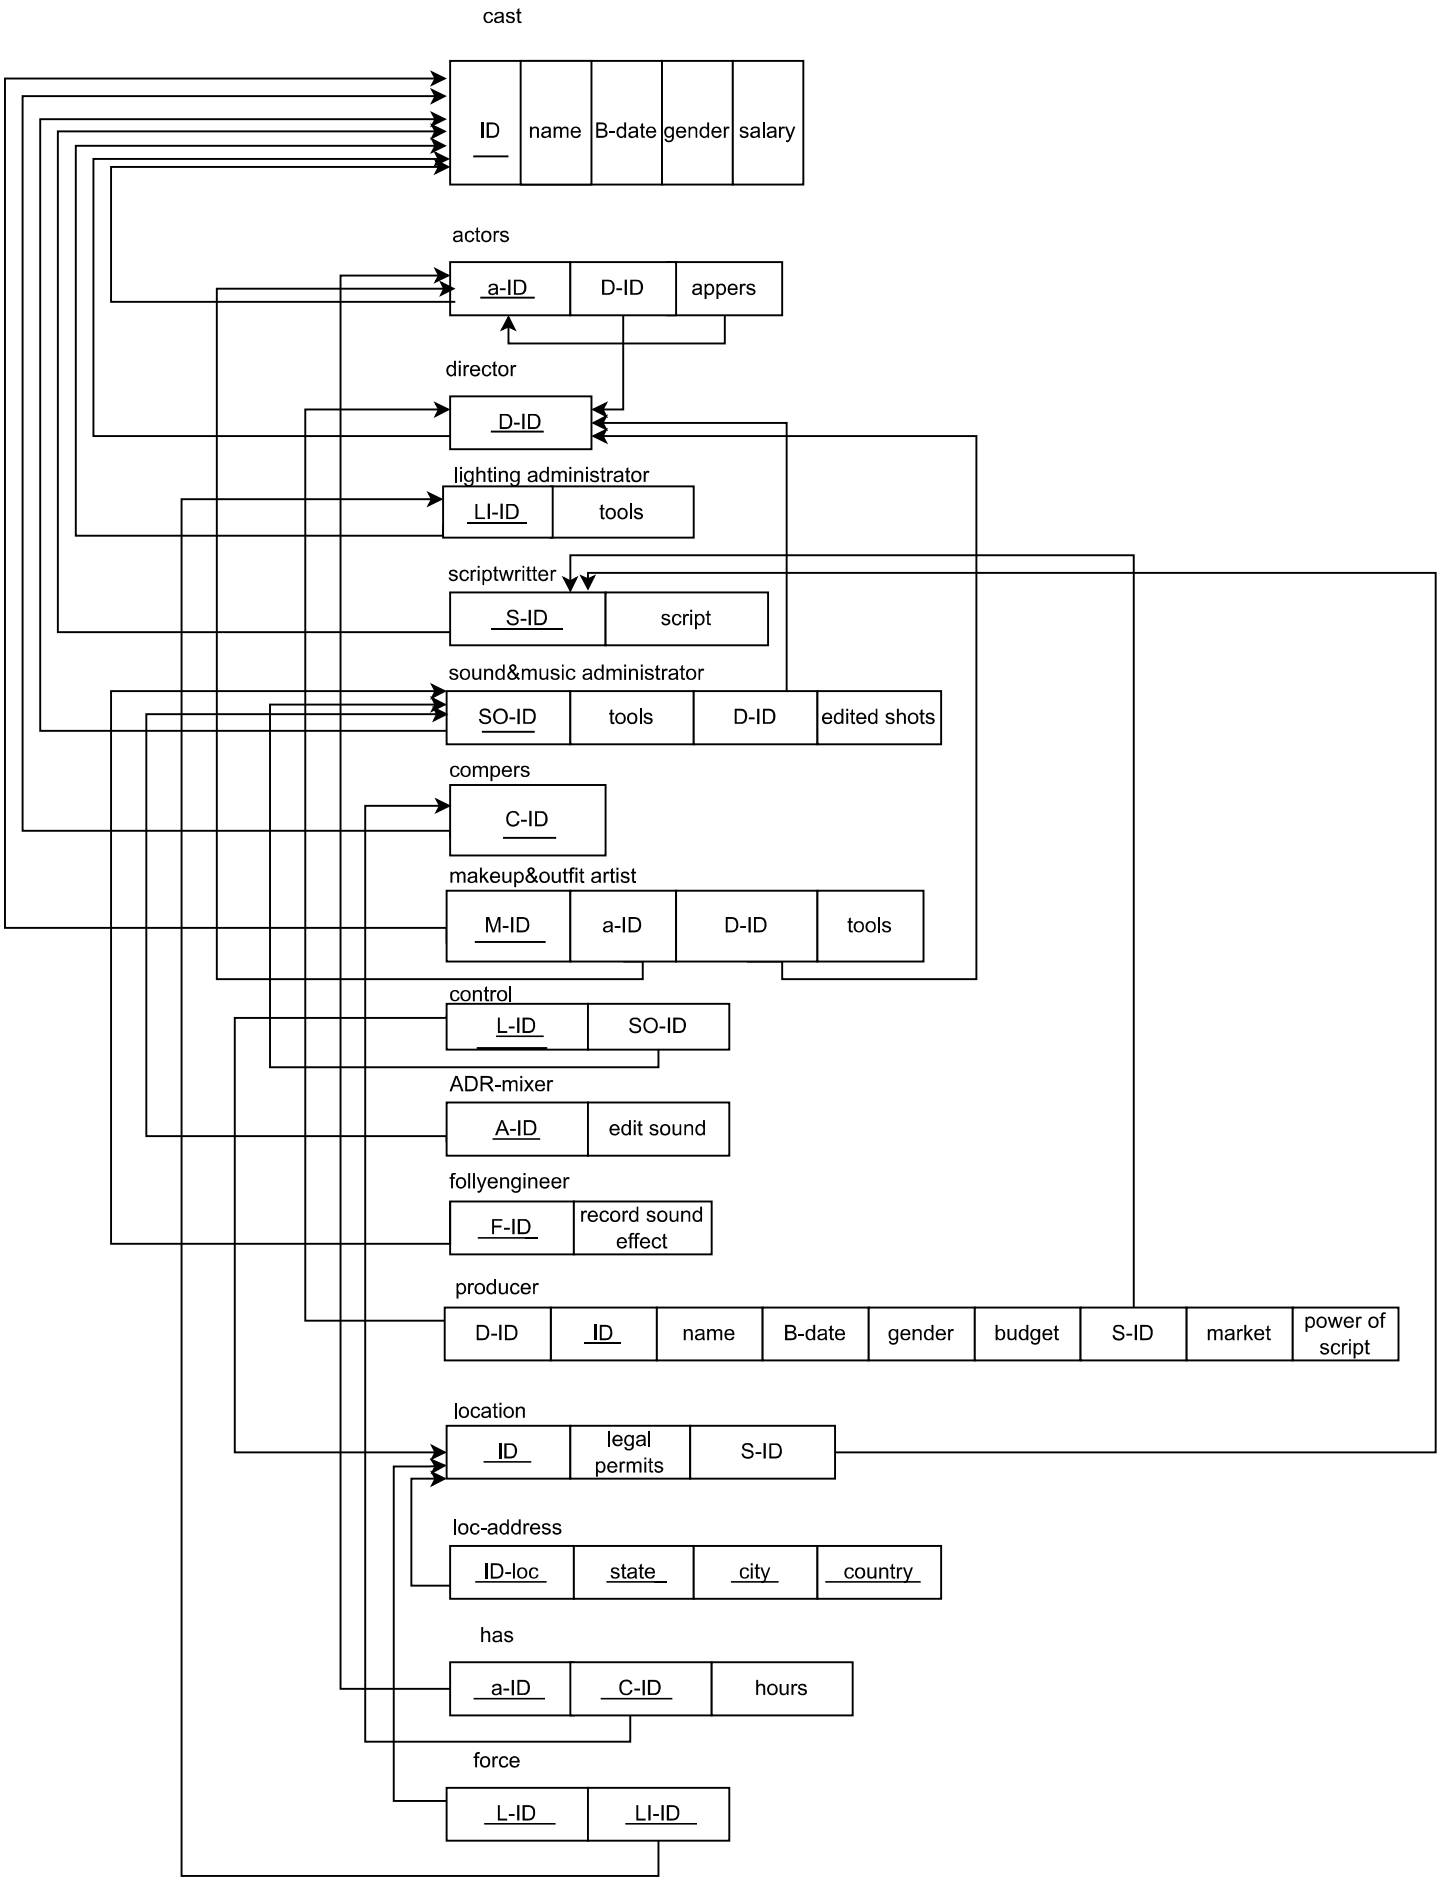 cast
ID name B-date gender salary
actors
a-ID D-ID appers
director
D-ID
lighting administrator
LI-ID tools
scriptwritter
S-ID script
sound&music administrator
SO-ID tools D-ID edited shots
compers
C-ID
makeup&outfit artist
M-ID a-ID D-ID tools
control
L-ID SO-ID
ADR-mixer
A-ID edit sound
follyengineer
F-ID record sound
effect
producer
D-ID ID name B-date gender budget S-ID market power of
script
location
ID legal
permits S-ID
loc-address
ID-loc state city country
has
a-ID C-ID hours
force
L-ID LI-ID